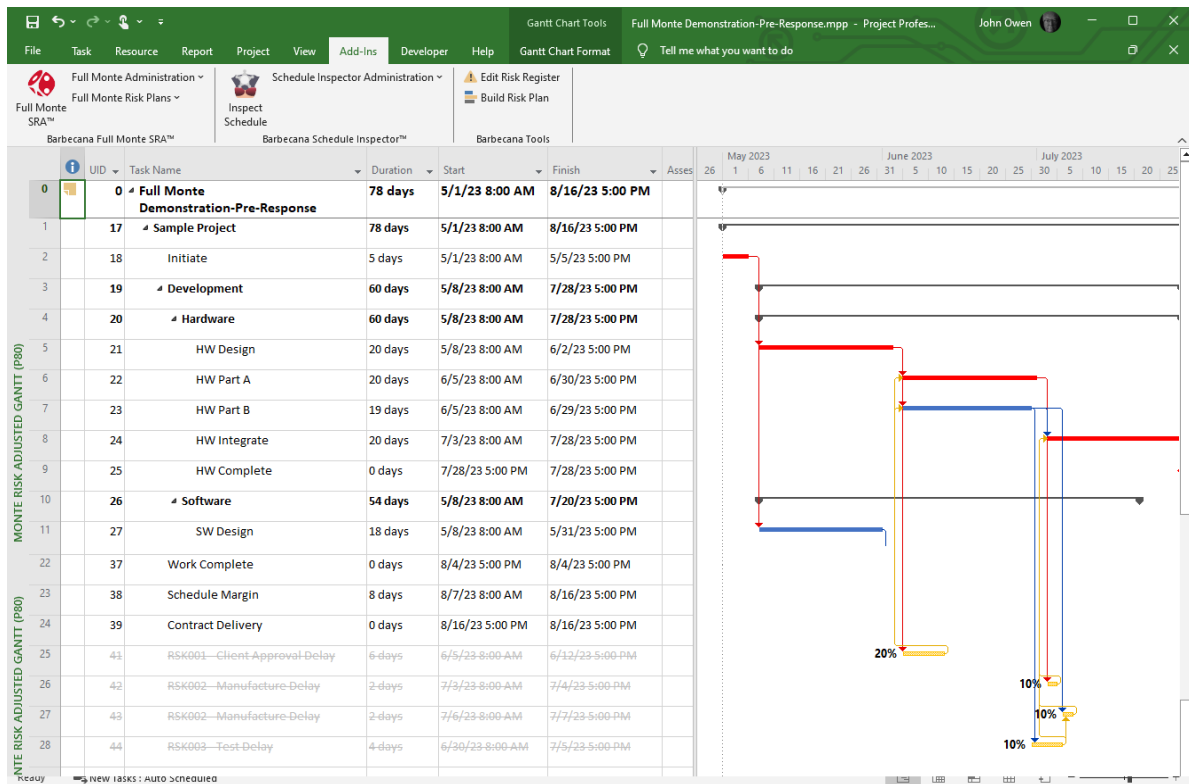 Gantt Chart Tools
Full Monte Demonstration-Pre-Response.mpp - Project Profes...
John Owen
File Task Resource Report Project View Add-Ins Developer Help Gantt Chart Format Tell me what you want to do
Full Monte SRA™
Full Monte Administration
Full Monte Risk Plans
Barbecana Full Monte SRA™
Inspect Schedule
Schedule Inspector Administration
Barbecana Schedule Inspector™
Edit Risk Register
Build Risk Plan
Barbecana Tools
UID Task Name Duration Start Finish Asses
May 2023 June 2023 July 2023
26 1 6 11 16 21 26 31 5 10 15 20 25 30 5 10 15 20 25
0 0 Full Monte Demonstration-Pre-Response 78 days 5/1/23 8:00 AM 8/16/23 5:00 PM
1 17 Sample Project 78 days 5/1/23 8:00 AM 8/16/23 5:00 PM
2 18 Initiate 5 days 5/1/23 8:00 AM 5/5/23 5:00 PM
3 19 Development 60 days 5/8/23 8:00 AM 7/28/23 5:00 PM
4 20 Hardware 60 days 5/8/23 8:00 AM 7/28/23 5:00 PM
5 21 HW Design 20 days 5/8/23 8:00 AM 6/2/23 5:00 PM
6 22 HW Part A 20 days 6/5/23 8:00 AM 6/30/23 5:00 PM
7 23 HW Part B 19 days 6/5/23 8:00 AM 6/29/23 5:00 PM
8 24 HW Integrate 20 days 7/3/23 8:00 AM 7/28/23 5:00 PM
9 25 HW Complete 0 days 7/28/23 5:00 PM 7/28/23 5:00 PM
10 26 Software 54 days 5/8/23 8:00 AM 7/20/23 5:00 PM
11 27 SW Design 18 days 5/8/23 8:00 AM 5/31/23 5:00 PM
22 37 Work Complete 0 days 8/4/23 5:00 PM 8/4/23 5:00 PM
23 38 Schedule Margin 8 days 8/7/23 8:00 AM 8/16/23 5:00 PM
24 39 Contract Delivery 0 days 8/16/23 5:00 PM 8/16/23 5:00 PM
25 41 RSK001 - Client Approval Delay 6 days 6/5/23 8:00 AM 6/12/23 5:00 PM 20%
26 42 RSK002 - Manufacture Delay 2 days 7/3/23 8:00 AM 7/4/23 5:00 PM 10%
27 43 RSK002 - Manufacture Delay 2 days 7/6/23 8:00 AM 7/7/23 5:00 PM 10%
28 44 RSK003 - Test Delay 4 days 6/30/23 8:00 AM 7/5/23 5:00 PM 10%
MONTE RISK ADJUSTED GANTT (P80)
NTE RISK ADJUSTED GANTT (P80)
Ready New Tasks : Auto Scheduled